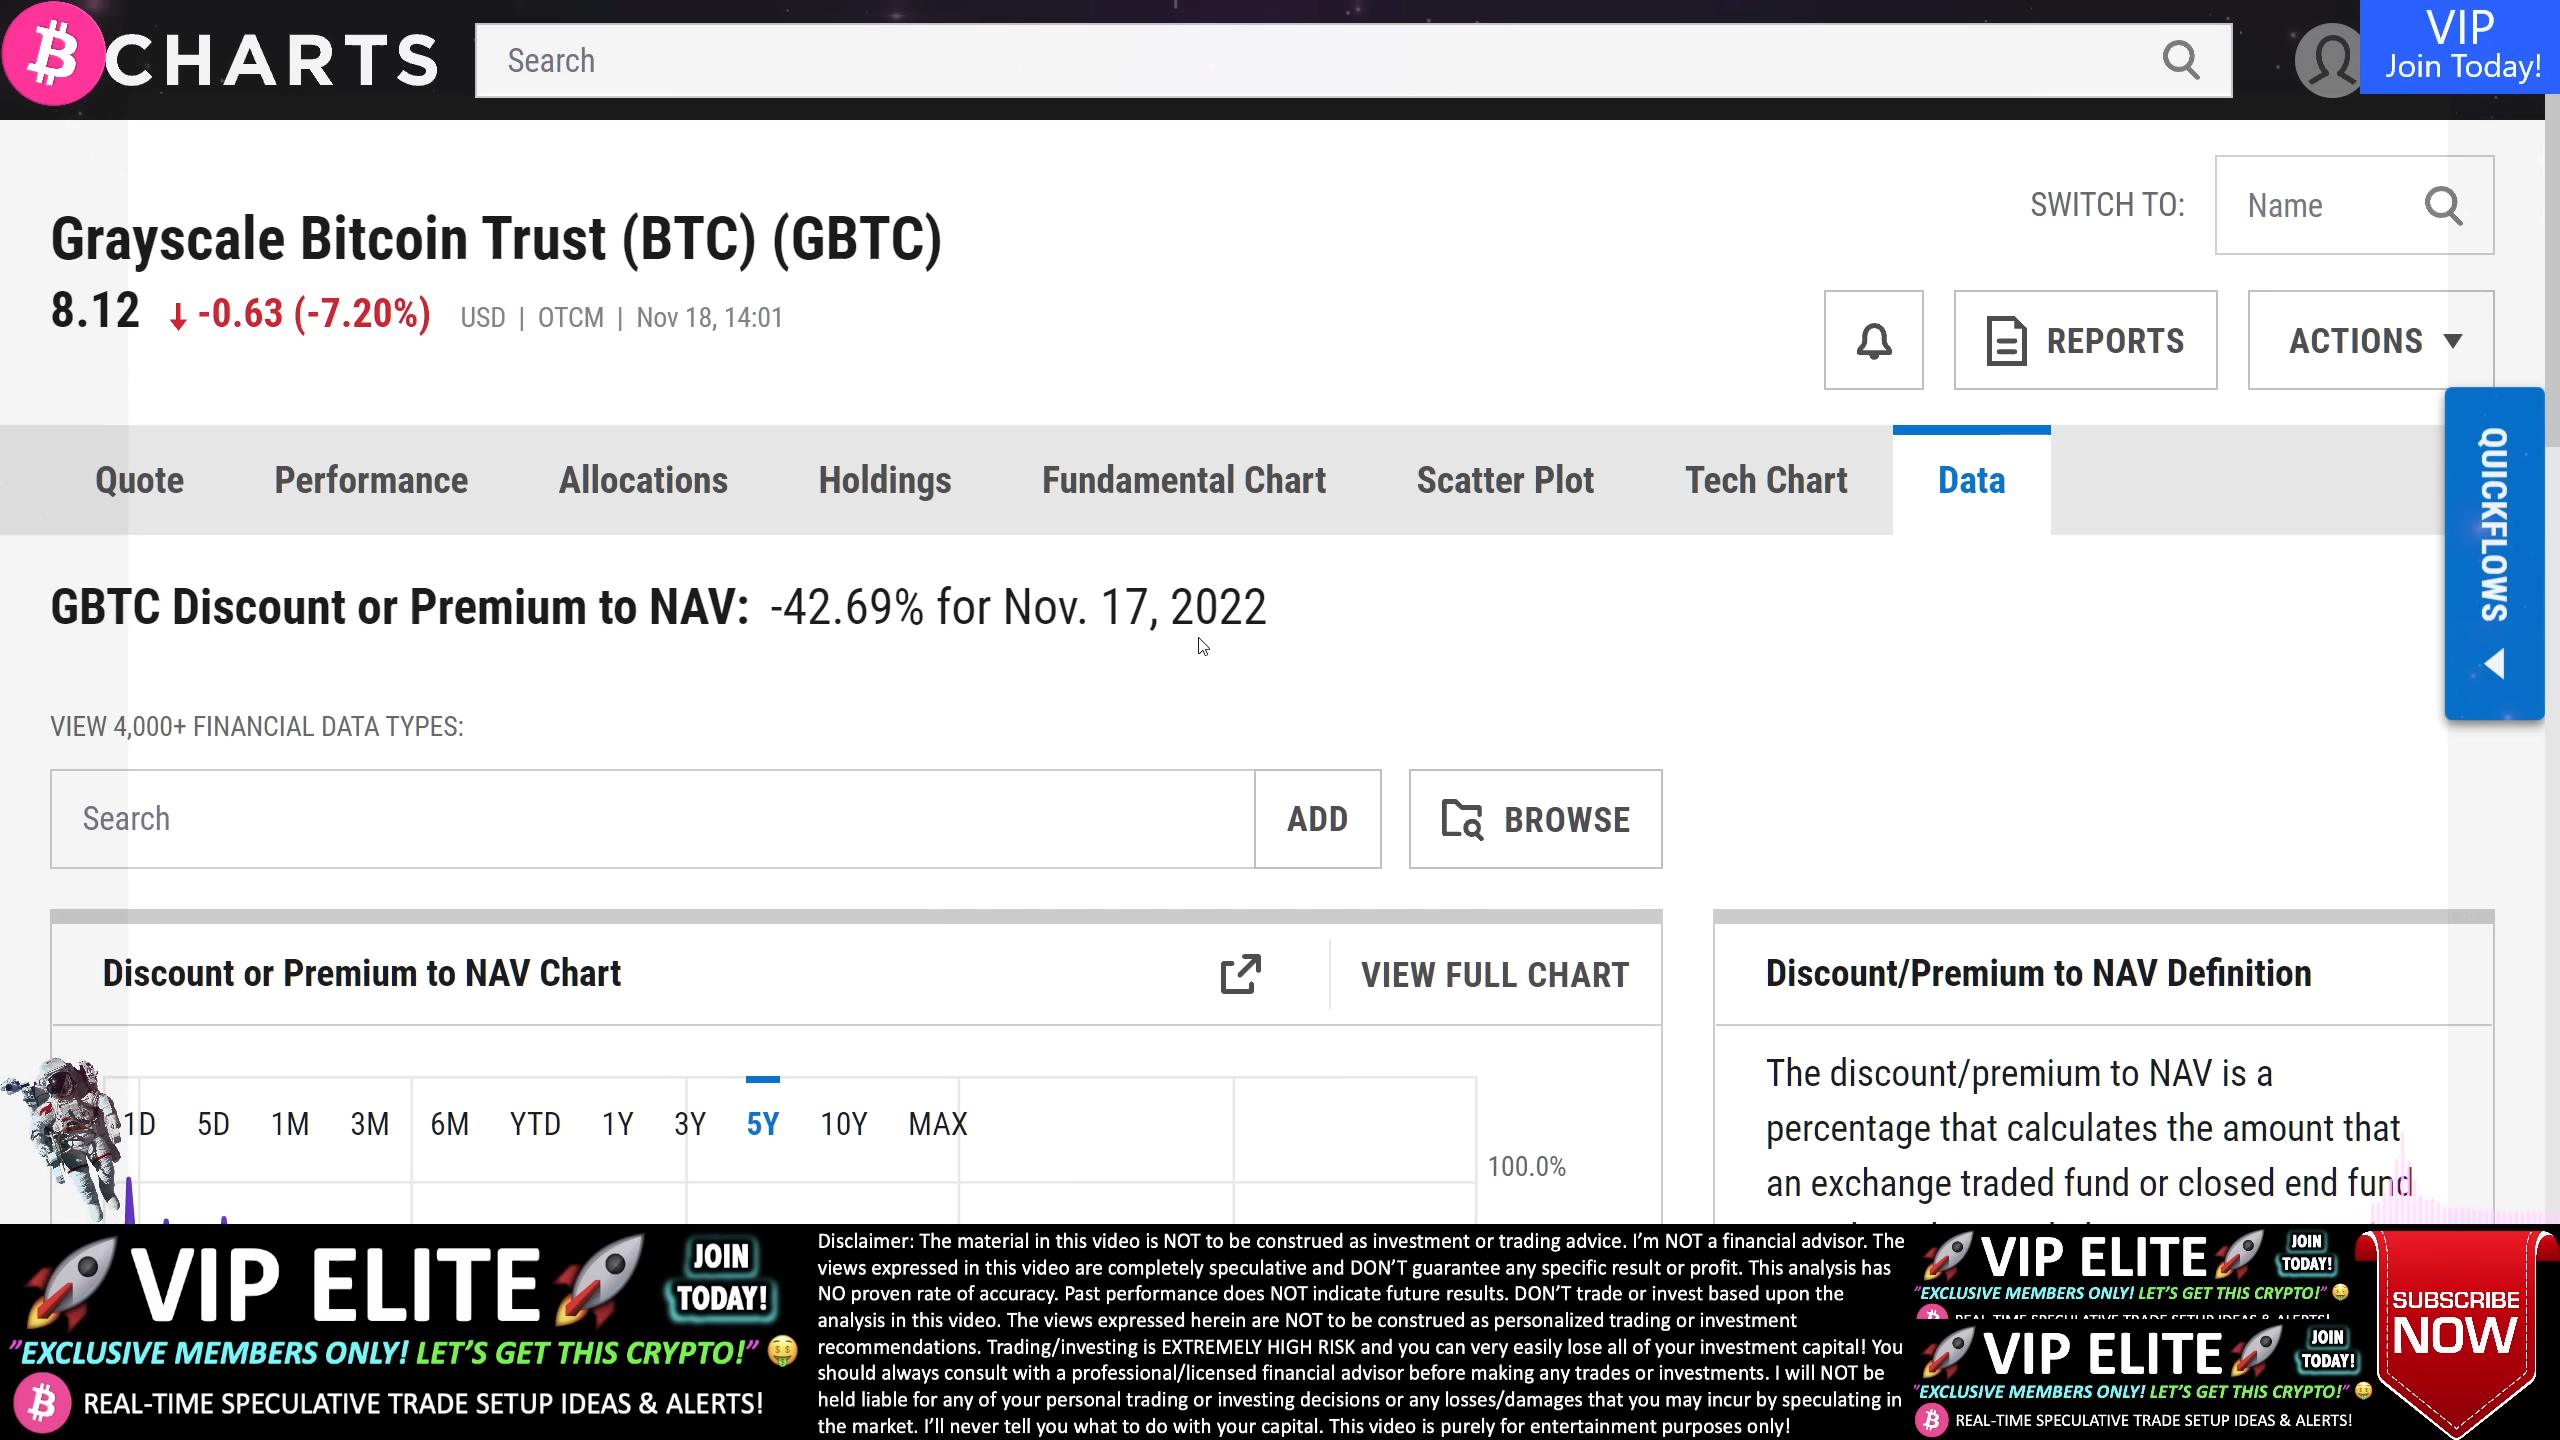 CHARTS
Search
VIP
Join Today!
Grayscale Bitcoin Trust (BTC) (GBTC)
8.12 ↓ -0.63 (-7.20%) USD | OTCM | Nov 18, 14:01
SWITCH TO:
Name
REPORTS
ACTIONS
QUICKFLOWS
Quote Performance Allocations Holdings Fundamental Chart Scatter Plot Tech Chart Data
GBTC Discount or Premium to NAV: -42.69% for Nov. 17, 2022
VIEW 4,000+ FINANCIAL DATA TYPES:
Search
ADD
BROWSE
Discount or Premium to NAV Chart
VIEW FULL CHART
1D 5D 1M 3M 6M YTD 1Y 3Y 5Y 10Y MAX
100.0%
Discount/Premium to NAV Definition
The discount/premium to NAV is a
percentage that calculates the amount that
an exchange traded fund or closed end fund
VIP ELITE
JOIN
TODAY!
"EXCLUSIVE MEMBERS ONLY! LET'S GET THIS CRYPTO!"
REAL-TIME SPECULATIVE TRADE SETUP IDEAS & ALERTS!
Disclaimer: The material in this video is NOT to be construed as investment or trading advice. I'm NOT a financial advisor. The
views expressed in this video are completely speculative and DON'T guarantee any specific result or profit. This analysis has
NO proven rate of accuracy. Past performance does NOT indicate future results. DON'T trade or invest based upon the
analysis in this video. The views expressed herein are NOT to be construed as personalized trading or investment
recommendations. Trading/investing is EXTREMELY HIGH RISK and you can very easily lose all of your investment capital! You
should always consult with a professional/licensed financial advisor before making any trades or investments. I will NOT be
held liable for any of your personal trading or investing decisions or any losses/damages that you may incur by speculating in
the market. I'll never tell you what to do with your capital. This video is purely for entertainment purposes only!
VIP ELITE
JOIN
TODAY!
"EXCLUSIVE MEMBERS ONLY! LET'S GET THIS CRYPTO!"
VIP ELITE
JOIN
TODAY!
"EXCLUSIVE MEMBERS ONLY! LET'S GET THIS CRYPTO!"
REAL-TIME SPECULATIVE TRADE SETUP IDEAS & ALERTS!
SUBSCRIBE
NOW